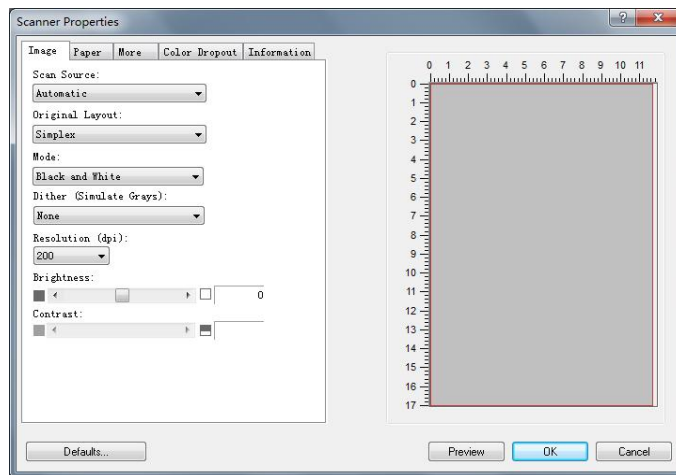 Scanner Properties
Image Paper More Color Dropout Information
Scan Source:
Automatic
Original Layout:
Simplex
Mode:
Black and White
Dither (Simulate Grays):
None
Resolution (dpi):
200
Brightness:
0
Contrast:
0 1 2 3 4 5 6 7 8 9 10 11
0
1
2
3
4
5
6
7
8
9
10
11
12
13
14
15
16
17
Defaults... Preview OK Cancel